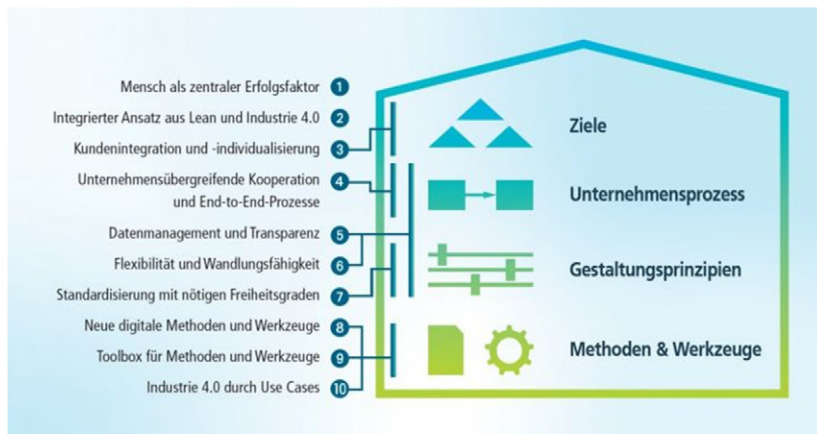 Mensch als zentraler Erfolgsfaktor 1
Integrierter Ansatz aus Lean und Industrie 4.0 2
Kundenintegration und -individualisierung 3
Unternehmensübergreifende Kooperation 4
und End-to-End-Prozesse
Datenmanagement und Transparenz 5
Flexibilität und Wandlungsfähigkeit 6
Standardisierung mit nötigen Freiheitsgraden 7
Neue digitale Methoden und Werkzeuge 8
Toolbox für Methoden und Werkzeuge 9
Industrie 4.0 durch Use Cases 10
Ziele
Unternehmensprozess
Gestaltungsprinzipien
Methoden & Werkzeuge